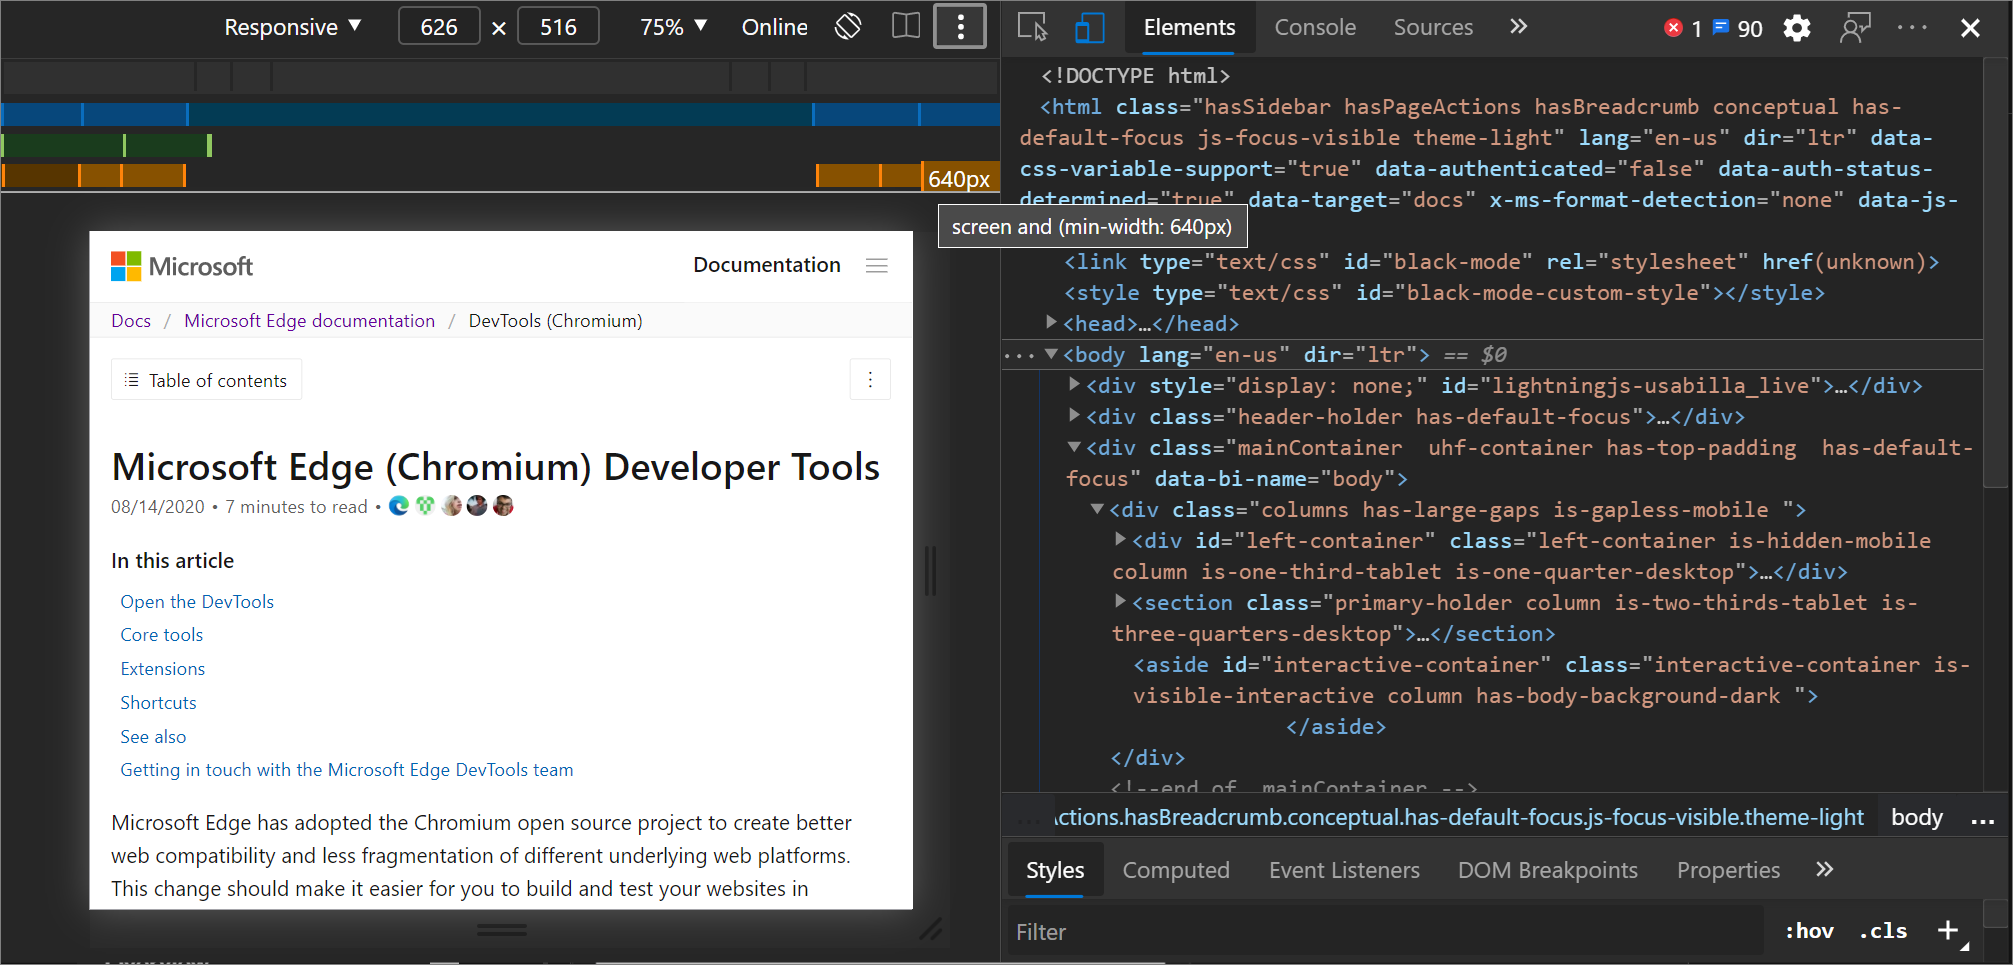 Responsive ▼ 626 × 516 75% ▼ Online
Elements Console Sources » 1 90 ··· ×
640px
screen and (min-width: 640px)
Microsoft
Documentation
Docs / Microsoft Edge documentation / DevTools (Chromium)
Table of contents
Microsoft Edge (Chromium) Developer Tools
08/14/2020 • 7 minutes to read •
In this article
Open the DevTools
Core tools
Extensions
Shortcuts
See also
Getting in touch with the Microsoft Edge DevTools team
Microsoft Edge has adopted the Chromium open source project to create better
web compatibility and less fragmentation of different underlying web platforms.
This change should make it easier for you to build and test your websites in
<!DOCTYPE html>
<html class="hasSidebar hasPageActions hasBreadcrumb conceptual has-
default-focus js-focus-visible theme-light" lang="en-us" dir="ltr" data-
css-variable-support="true" data-authenticated="false" data-auth-status-
determined="true" data-target="docs" x-ms-format-detection="none" data-js-
<link type="text/css" id="black-mode" rel="stylesheet" href(unknown)>
<style type="text/css" id="black-mode-custom-style"></style>
<head>…</head>
··· <body lang="en-us" dir="ltr"> == $0
<div style="display: none;" id="lightningjs-usabilla_live">…</div>
<div class="header-holder has-default-focus">…</div>
<div class="mainContainer  uhf-container has-top-padding  has-default-
focus" data-bi-name="body">
<div class="columns has-large-gaps is-gapless-mobile ">
<div id="left-container" class="left-container is-hidden-mobile
column is-one-third-tablet is-one-quarter-desktop">…</div>
<section class="primary-holder column is-two-thirds-tablet is-
three-quarters-desktop">…</section>
<aside id="interactive-container" class="interactive-container is-
visible-interactive column has-body-background-dark ">
</aside>
</div>
<!--end of  mainContainer -->
... ctions.hasBreadcrumb.conceptual.has-default-focus.js-focus-visible.theme-light body ...
Styles Computed Event Listeners DOM Breakpoints Properties »
Filter :hov .cls +